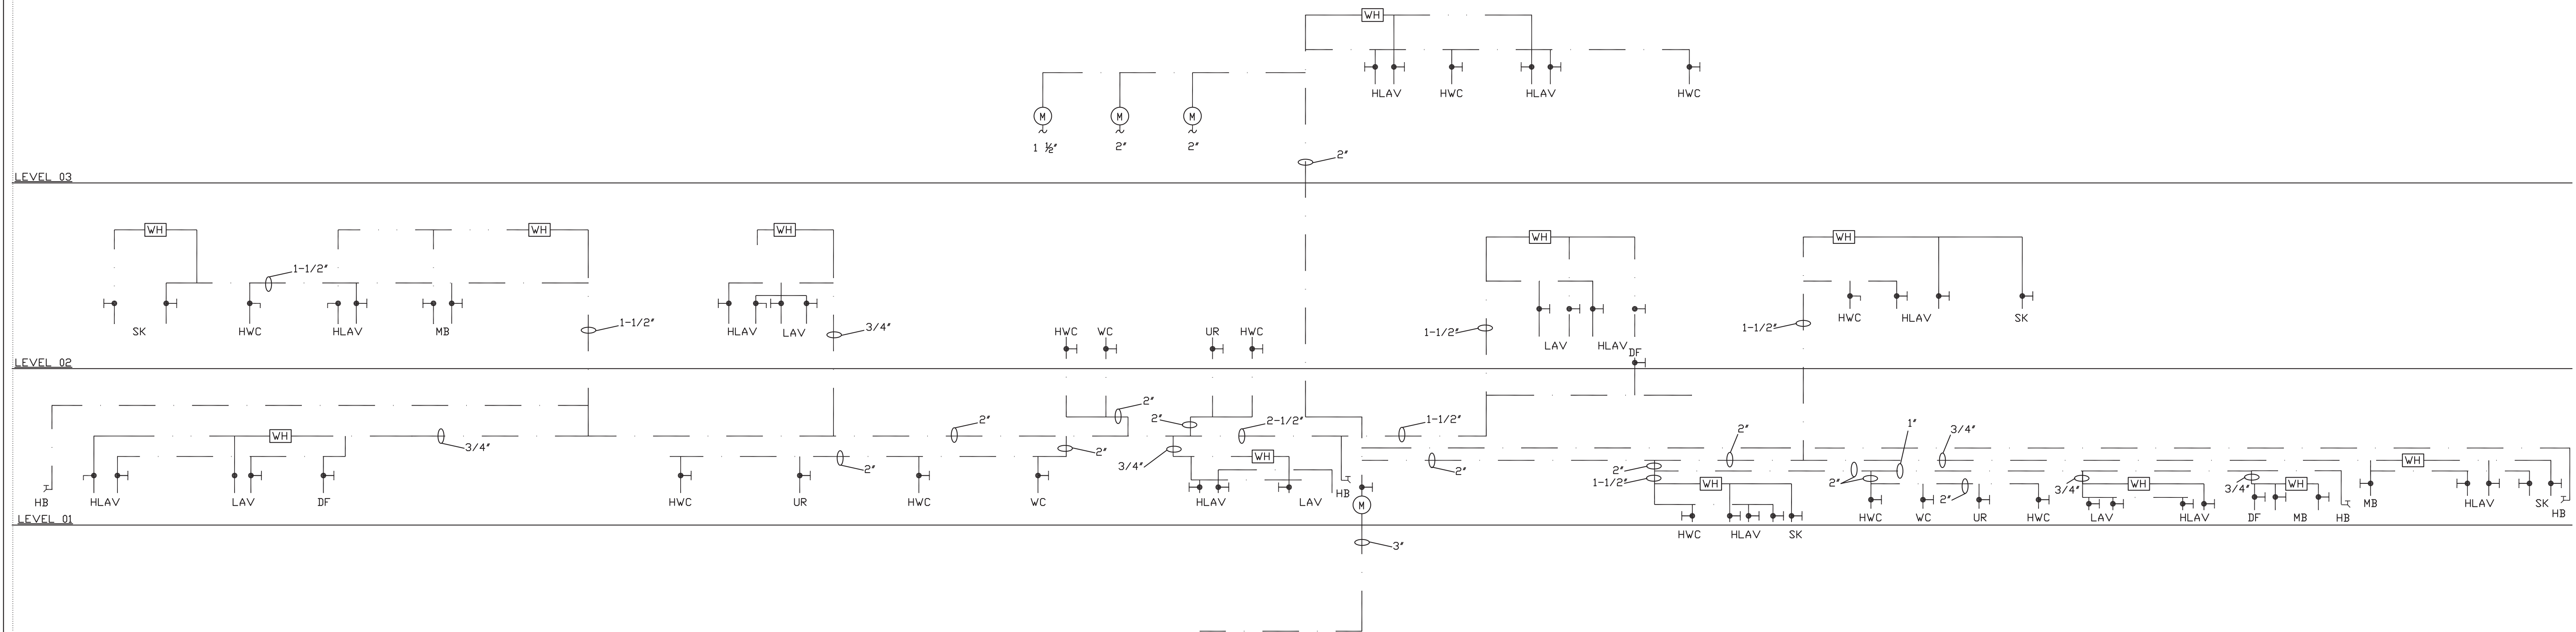 WH
HLAV HWC HLAV HWC
M M M
1 ½" 2" 2"
2"
LEVEL 03
WH WH WH WH WH
1-1/2"
SK HWC HLAV MB
1-1/2"
HLAV LAV
3/4"
HWC WC UR HWC
1-1/2"
LAV HLAV
DF
1-1/2"
HWC HLAV SK
LEVEL 02
2"
2"
2"
2-1/2"
1-1/2"
WH
3/4"
HB HLAV LAV DF
2"
HWC UR HWC WC
2"
3/4"
WH
HLAV LAV HB
M
2"
2"
2"
1-1/2"
WH
HWC HLAV SK
1"
3/4"
2"
2"
HWC WC UR HWC
3/4"
WH
LAV HLAV
3/4"
WH
DF MB HB
WH
MB HLAV SK HB
LEVEL 01
3"